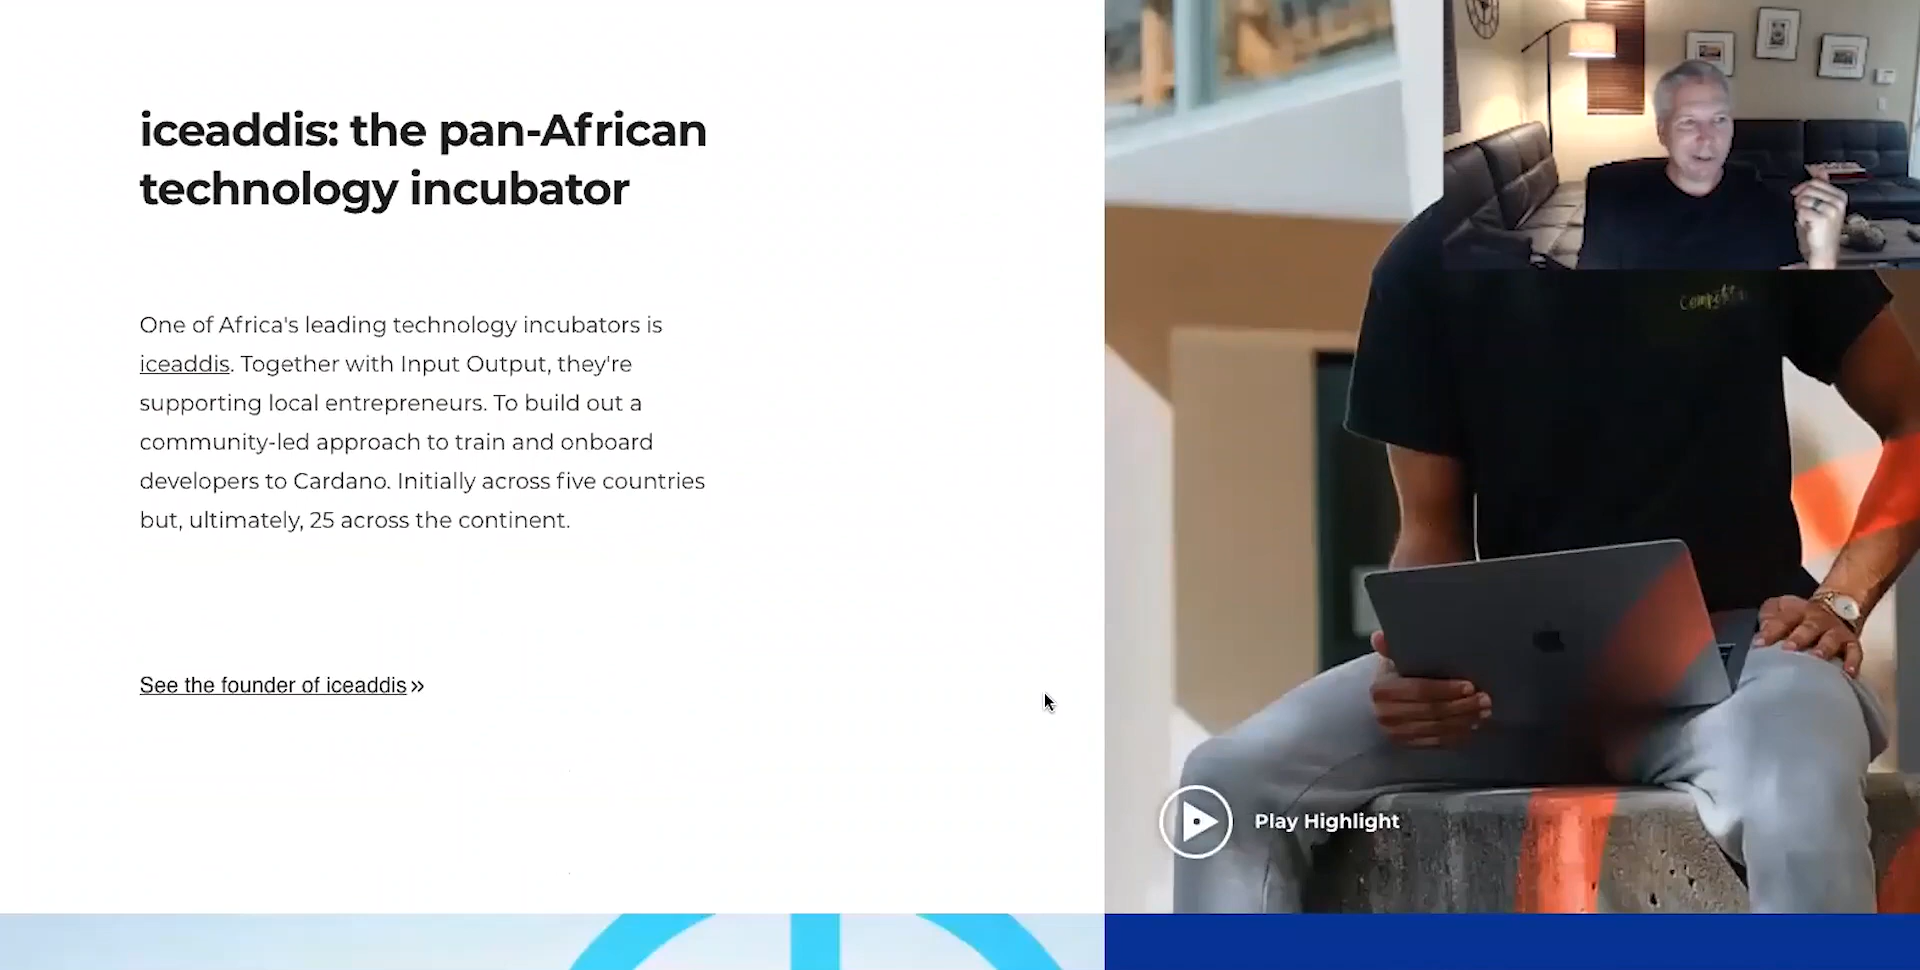 iceaddis: the pan-African
technology incubator
One of Africa's leading technology incubators is
iceaddis. Together with Input Output, they're
supporting local entrepreneurs. To build out a
community-led approach to train and onboard
developers to Cardano. Initially across five countries
but, ultimately, 25 across the continent.
See the founder of iceaddis »
Play Highlight